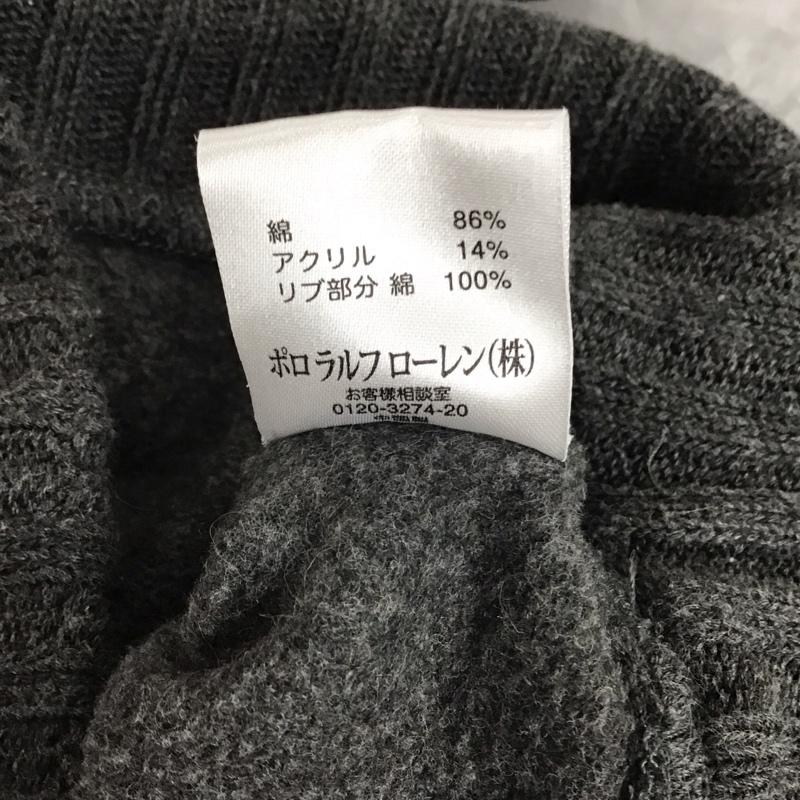 綿 86%
アクリル 14%
リブ部分 綿 100%
ポロ ラルフ ローレン(株)
お客様相談室
0120-3274-20